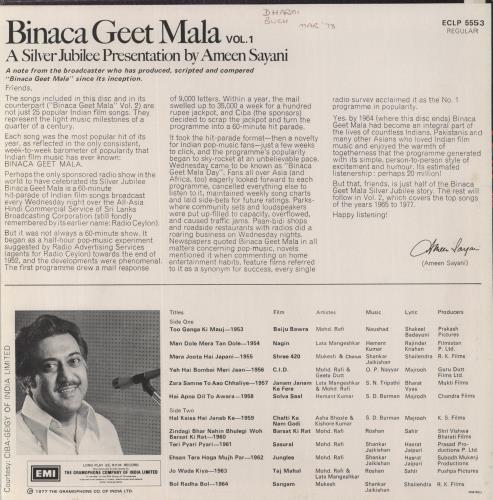 Binaca Geet Mala VOL. 1
A Silver Jubilee Presentation by Ameen Sayani
BHARAI
MAR '78
ECLP 5553
REGULAR
A note from the broadcaster who has produced, scripted and compered
"Binaca Geet Mala" since its inception.
Friends,
The songs included in this disc and in its
counterpart ("Binaca Geet Mala" Vol. 2) are
not just 25 popular Indian film songs. They
represent the light music milestones of a
quarter of a century.
Each song was the most popular hit of its
year, as reflected in the only consistent,
week-to-week barometer of popularity that
Indian film music has ever known:
BINACA GEET MALA.
Perhaps the only sponsored radio show in the
world to have celebrated its Silver Jubilee
Binaca Geet Mala is a 60-minute
hit-parade of Indian film songs broadcast
every Wednesday night over the All-Asia
Hindi Commercial Service of Sri Lanka
Broadcasting Corporation (still fondly
remembered by its earlier name: Radio Ceylon).
But it was not always a 60-minute show. It
began as a half-hour pop-music experiment
suggested by Radio Advertising Services
(agents for Radio Ceylon) towards the end of
1952, and the developments were phenomenal.
The first programme drew a mail response
of 9,000 letters. Within a year, the mail
swelled up to 35,000 a week for a hundred
rupee jackpot, and Ciba (the sponsors)
decided to scrap the jackpot and turn the
programme into a 60-minute hit parade.
It took the hit-parade format—then a novelty
for Indian pop-music fans—just a few weeks
to click, and the programme's popularity
began to sky-rocket at an unbelievable pace.
Wednesday came to be known as "Binaca
Geet Mala Day". Fans all over Asia (and
Africa, too) eagerly looked forward to each
programme, cancelled everything else to
listen to it, maintained weekly song charts
and laid side-bets for future ratings. Parks-
where community sets and loudspeakers
were put up-filled to capacity, overflowed,
and caused traffic jams. Paan-bidi shops
and roadside restaurants with radios did a
roaring business on Wednesday nights.
Newspapers quoted Binaca Geet Mala in all
matters concerning pop-music, novels
mentioned it when commenting on home
entertainment habits, feature films referred
to it as a synonym for success, every single
radio survey acclaimed it as the No. 1
programme in popularity.
Yes by 1964 (where this disc ends) Binaca
Geet Mala had become an integral part of
the lives of countless Indians, Pakistanis and
many other Asians who loved Indian film
music and enjoyed the warmth of
togetherness that the programme generated
with its simple, person-to-person style of
excitement and humour. Its estimated
listenership: perhaps 20 million!
But that, friends, is just half of the Binaca
Geet Mala Silver Jubilee story. The rest will
follow in Vol. 2, which covers the top songs
of the years 1965 to 1977.
Happy listening!
Ameen Sayani
(Ameen Sayani)
Titles Film Artistes Music Lyric Producers
Side One
Too Ganga Ki Mauj—1953 Baiju Bawra Mohd. Rafi Naushad Shakeel Badayuni Prakash Pictures
Man Dole Mera Tan Dole—1954 Nagin Lata Mangeshkar Hemant Kumar Rajinder Krishan Filmistan P. Ltd.
Mera Joota Hai Japani—1955 Shree 420 Mukesh & Chorus Shankar Jaikishan Shailendra R. K. Films
Yeh Hai Bombai Meri Jaan—1956 C.I.D. Mohd. Rafi & Geeta Dutt O. P. Nayyar Majrooh Guru Dutt Films Ltd.
Zara Samne To Aao Chhaliye—1957 Janam Janam Ke Fere Lata Mangeshkar & Mohd. Rafi S. N. Tripathi Bharat Vyas Mukti Films
Hai Apna Dil To Awara—1958 Solva Saal Hemant Kumar S. D. Burman Majrooh Chandra Films
Side Two
Hal Kaisa Hai Janab Ke—1959 Chalti Ka Nam Gadi Asha Bhosle & Kishore Kumar S. D. Burman Majrooh K. S. Films
Zindagi Bhar Nahin Bhulegi Woh Barsat Ki Rat—1960 Barsat Ki Rat Mohd. Rafi Roshan Sahir Shri Vishwa Bharati Films
Teri Pyari Pyari—1961 Sasural Mohd. Rafi Shankar Jaikishan Hasrat Jaipuri Prasad Productions P. Ltd.
Ehsan Tera Hoga Mujh Par—1962 Junglee Mohd. Rafi Shankar Jaikishan Hasrat Jaipuri Subodh Mukerji Productions
Jo Wada Kiya—1963 Taj Mahal Mohd. Rafi & Lata Mangeshkar Roshan Sahir Pushpa Pictures
Bol Radha Bol—1964 Sangam Mukesh Shankar Jaikishan Shailendra R. K. Films
Courtesy: CIBA-GEIGY OF INDIA LIMITED
EMI
LONG PLAY 33⅓ R.P.M. RECORD
THE GRAMOPHONE COMPANY OF INDIA LIMITED
© 1977 THE GRAMOPHONE CO. OF INDIA LTD.